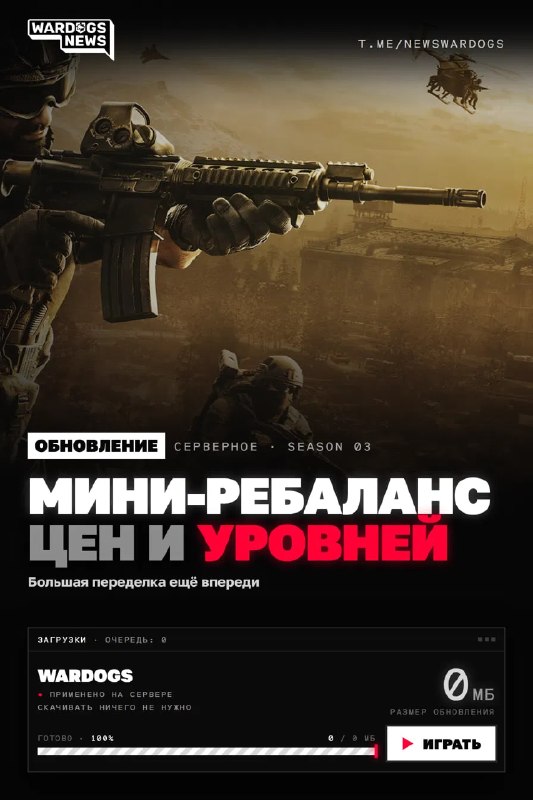 WARDOGS
NEWS
T.ME/NEWSWARDOGS
ОБНОВЛЕНИЕ СЕРВЕРНОЕ · SEASON 03
МИНИ-РЕБАЛАНС
ЦЕН И УРОВНЕЙ
Большая переделка ещё впереди
ЗАГРУЗКИ · ОЧЕРЕДЬ: 0
WARDOGS
ПРИМЕНЕНО НА СЕРВЕРЕ
СКАЧИВАТЬ НИЧЕГО НЕ НУЖНО
0 МБ
РАЗМЕР ОБНОВЛЕНИЯ
ГОТОВО · 100%
0 / 0 МБ
ИГРАТЬ